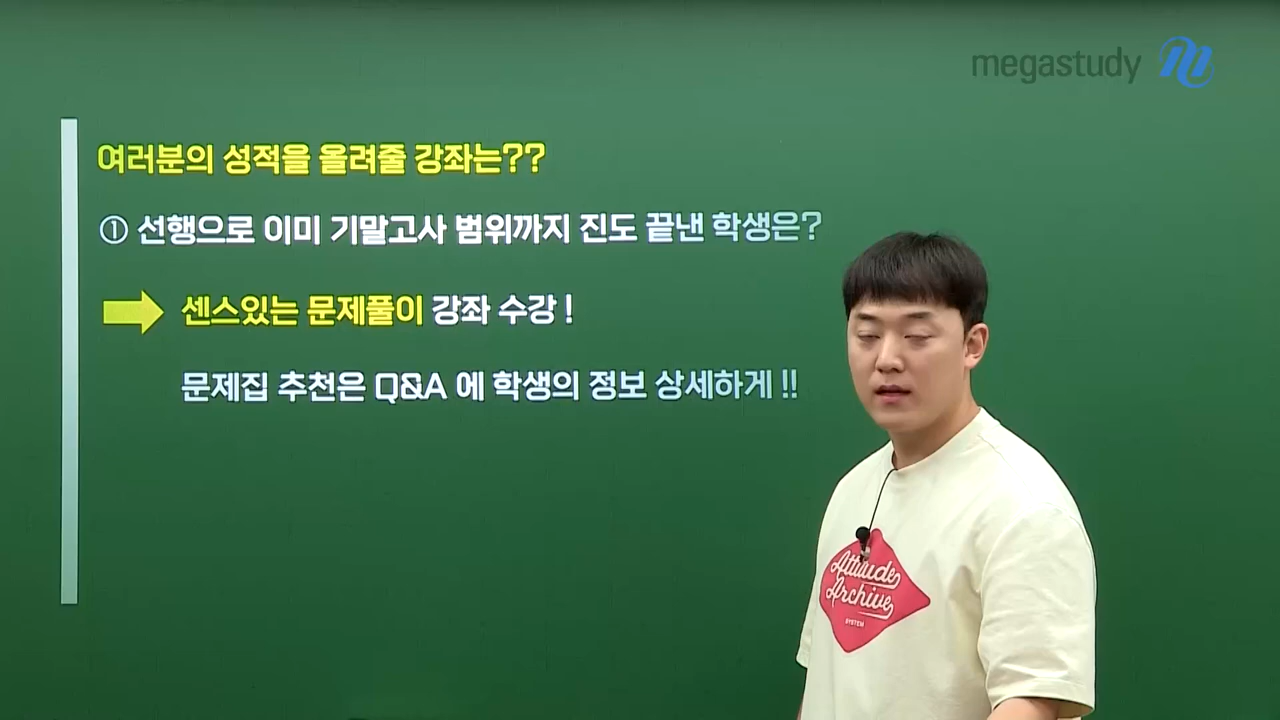 megastudy
여러분의 성적을 올려줄 강좌는??
① 선행으로 이미 기말고사 범위까지 진도 끝낸 학생은?
센스있는 문제풀이 강좌 수강 !
문제집 추천은 Q&A 에 학생의 정보 상세하게 !!
Attitude
Archive
SYSTEM